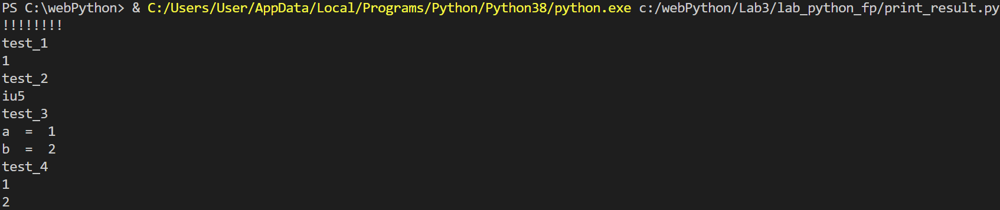 PS C:\webPython> & C:/Users/User/AppData/Local/Programs/Python/Python38/python.exe c:/webPython/Lab3/lab_python_fp/print_result.py
!!!!!!!!
test_1
1
test_2
iu5
test_3
a  =  1
b  =  2
test_4
1
2